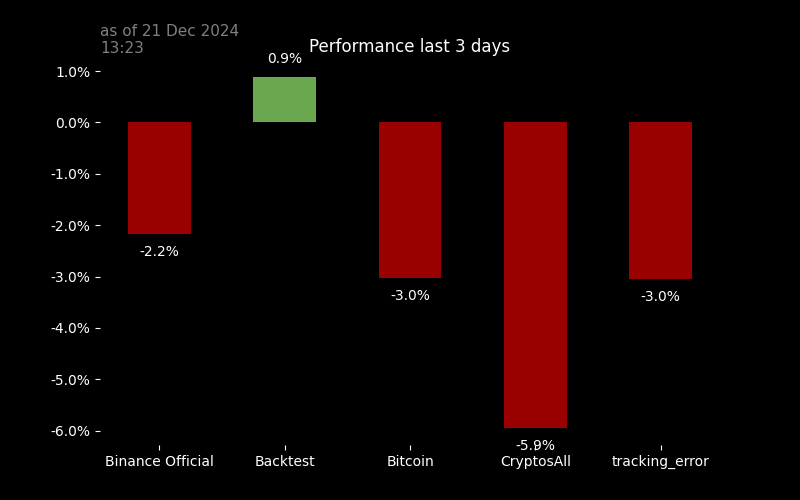 as of 21 Dec 2024
13:23
Performance last 3 days
1.0%
0.0%
-1.0%
-2.0%
-3.0%
-4.0%
-5.0%
-6.0%
-2.2%
0.9%
-3.0%
-5.9%
-3.0%
Binance Official
Backtest
Bitcoin
CryptosAll
tracking_error